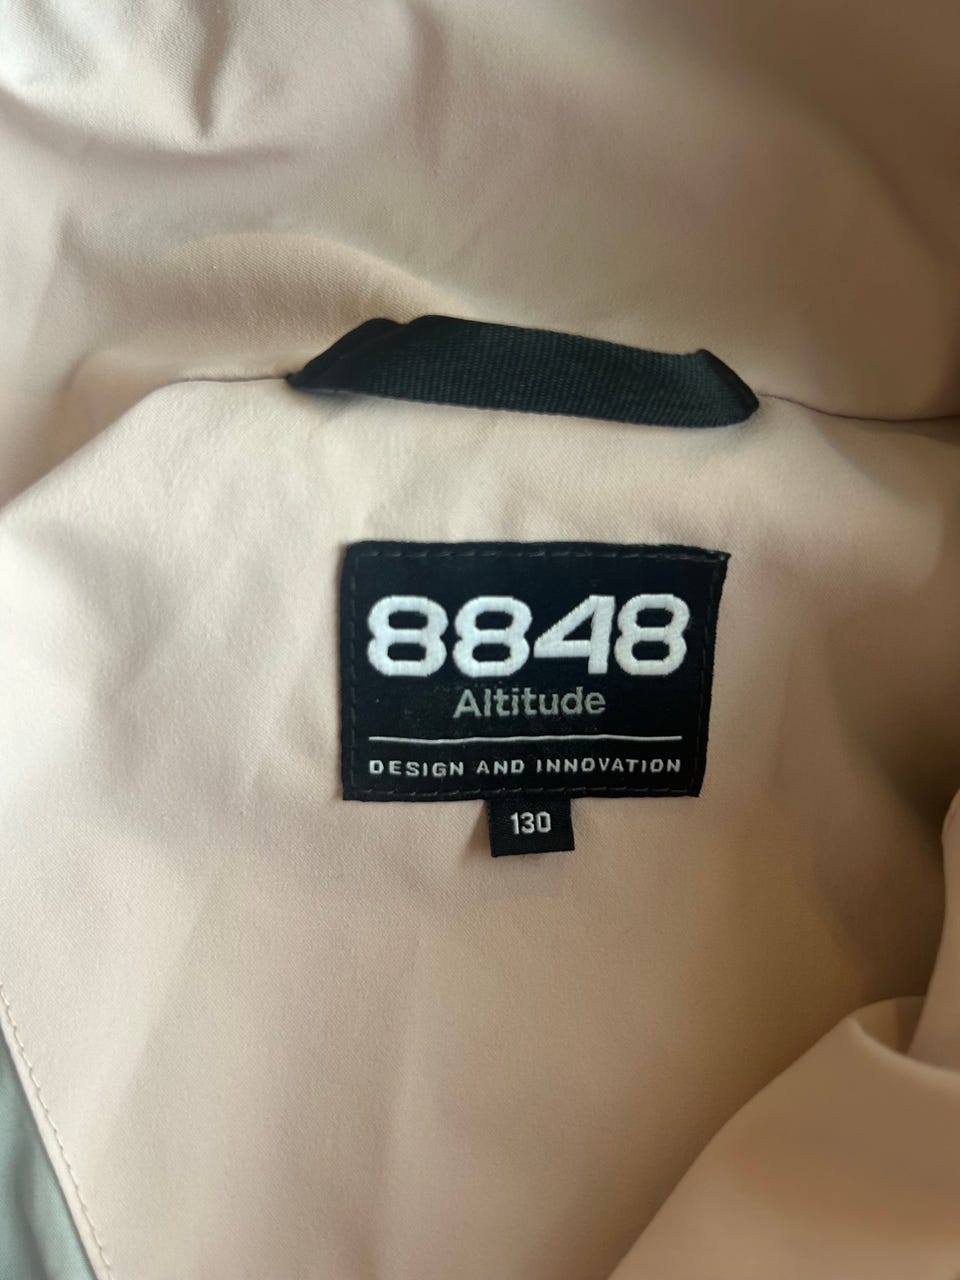 8848
Altitude
DESIGN AND INNOVATION
130